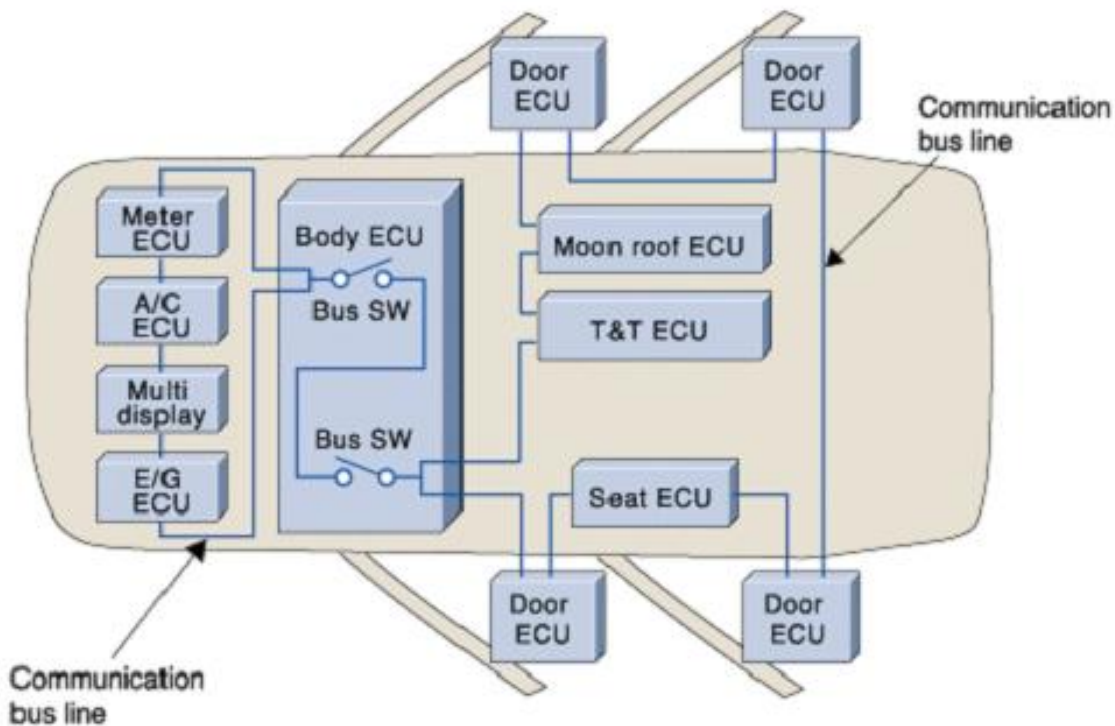 Door
ECU
Door
ECU
Communication
bus line
Meter
ECU
Body ECU
Moon roof ECU
A/C
ECU
Bus SW
T&T ECU
Multi
display
Bus SW
E/G
ECU
Seat ECU
Door
ECU
Door
ECU
Communication
bus line